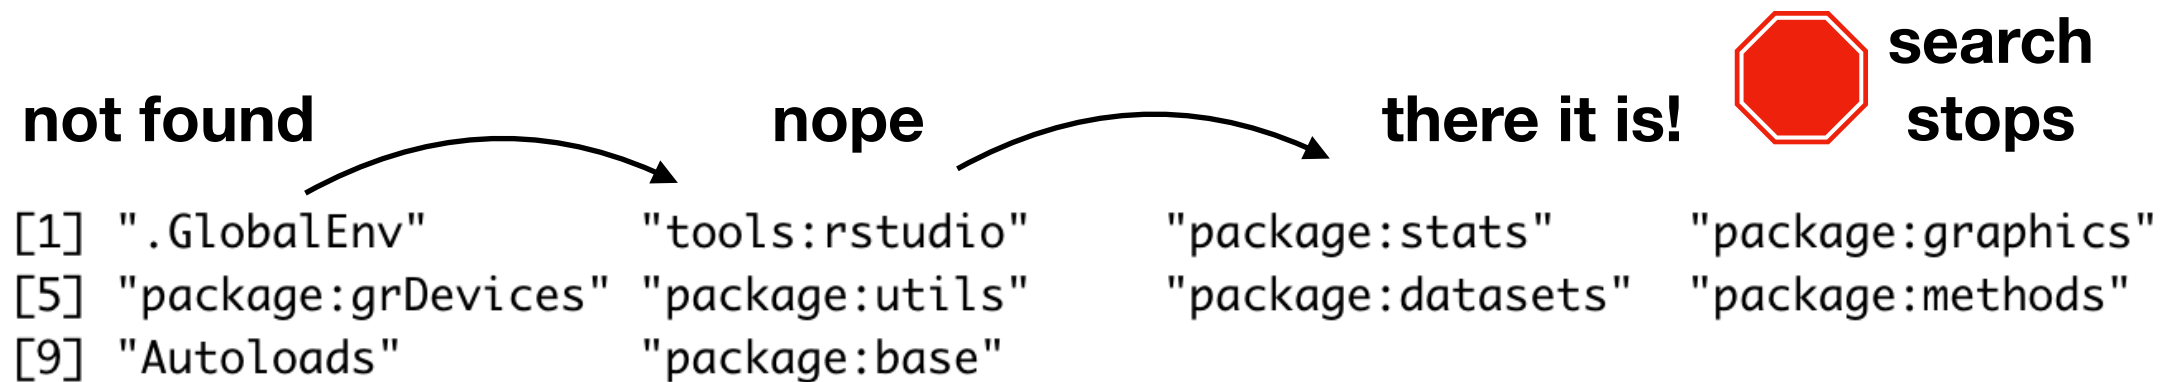 search
stops
not found
nope
there it is!
[1] ".GlobalEnv" "tools:rstudio" "package:stats" "package:graphics"
[5] "package:grDevices" "package:utils" "package:datasets" "package:methods"
[9] "Autoloads" "package:base"